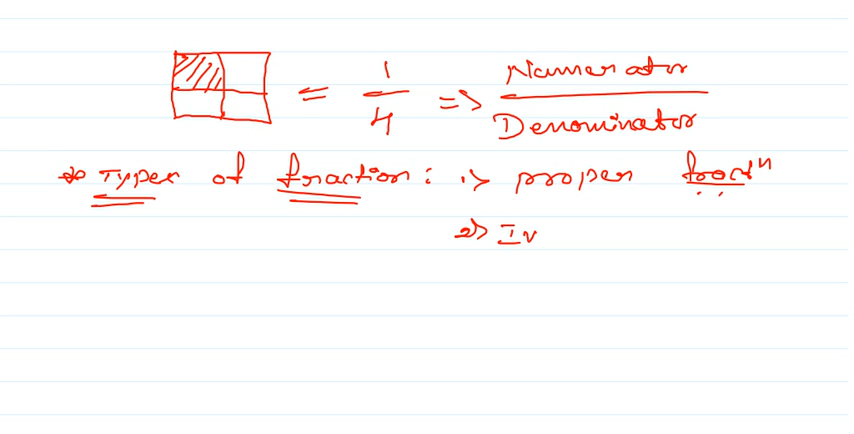 = 1/4 => Numerator/Denominator
* Types of fraction: 1> proper fractⁿ
2> Iv